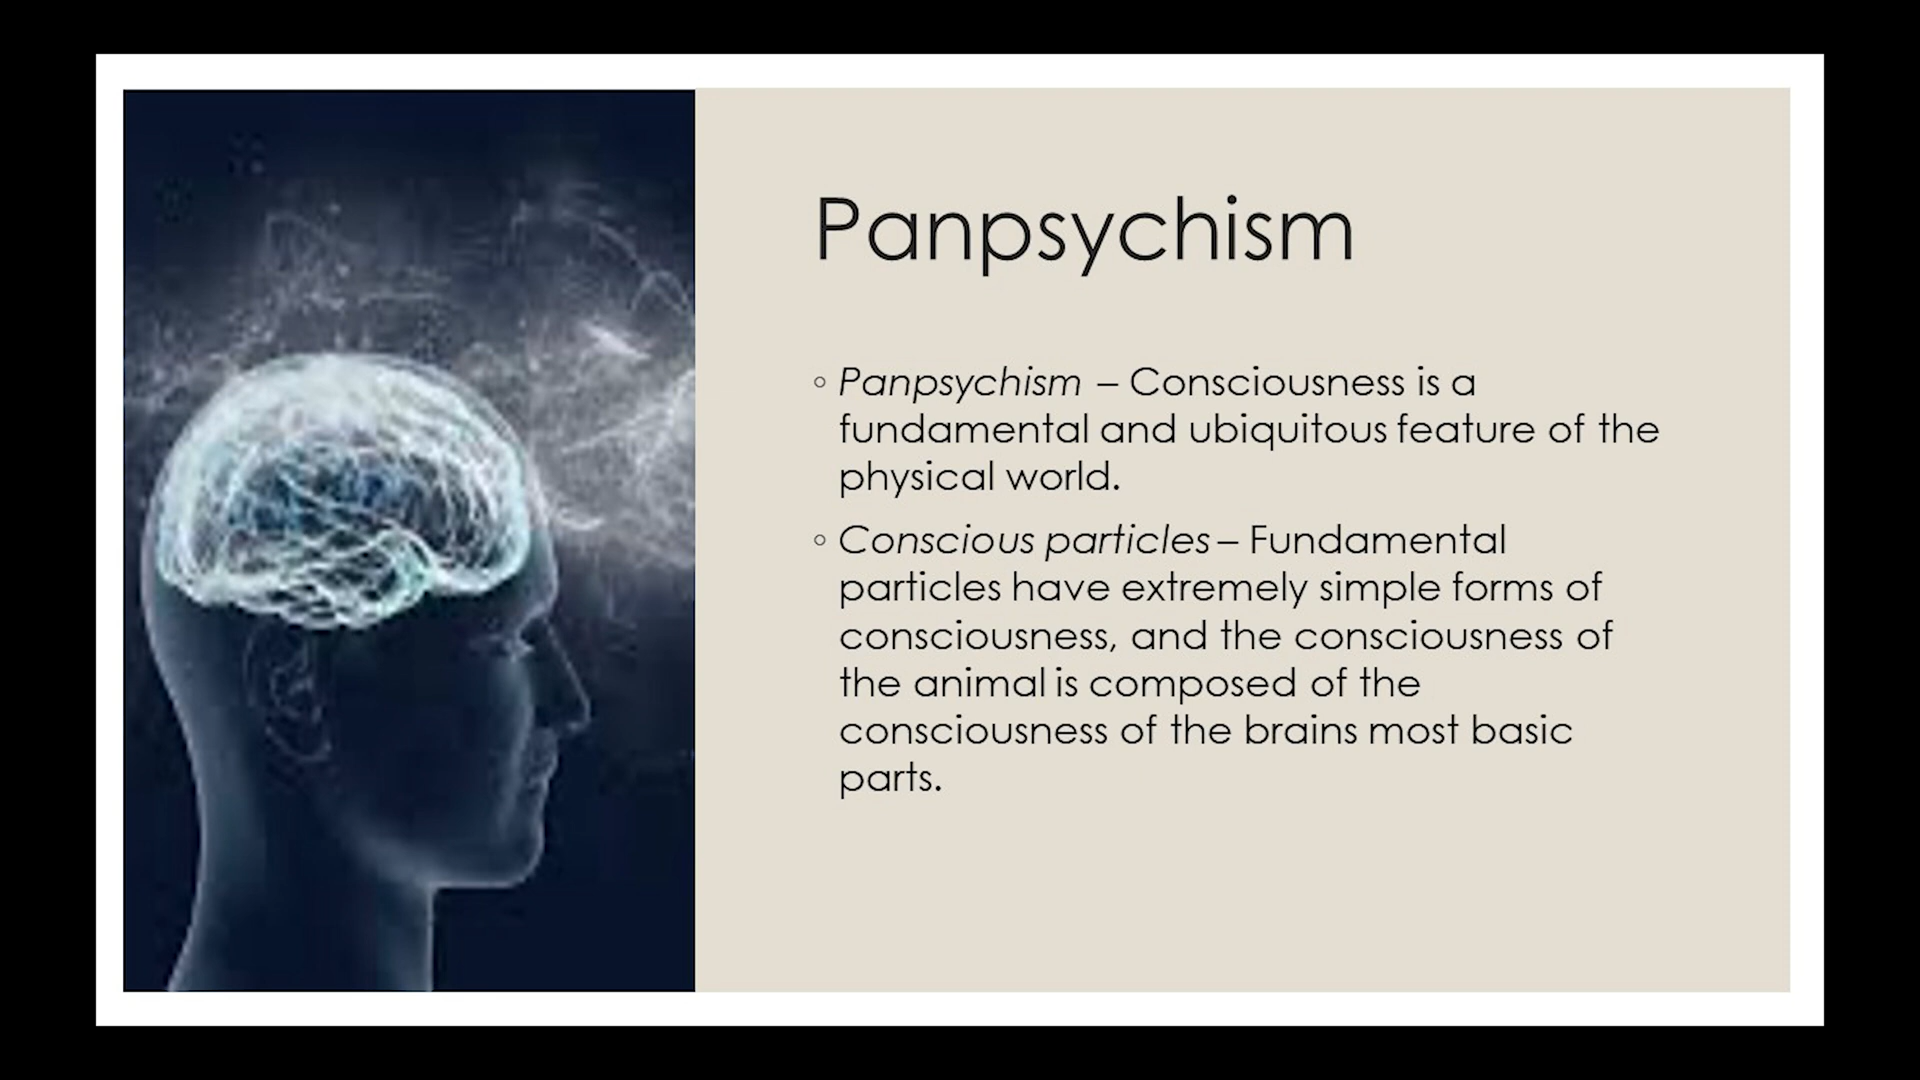 Panpsychism
◦ Panpsychism – Consciousness is a
fundamental and ubiquitous feature of the
physical world.
◦ Conscious particles – Fundamental
particles have extremely simple forms of
consciousness, and the consciousness of
the animal is composed of the
consciousness of the brains most basic
parts.